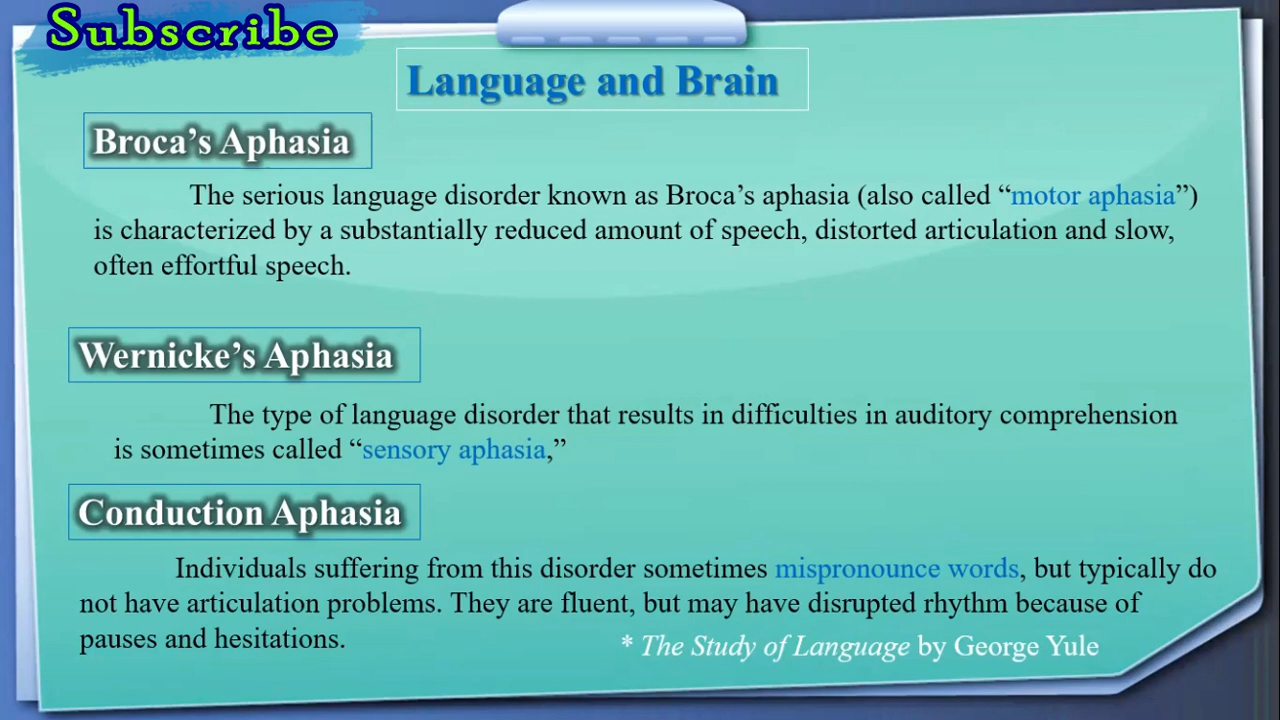 Subscribe
Language and Brain
Broca’s Aphasia
The serious language disorder known as Broca’s aphasia (also called “motor aphasia”)
is characterized by a substantially reduced amount of speech, distorted articulation and slow,
often effortful speech.
Wernicke’s Aphasia
The type of language disorder that results in difficulties in auditory comprehension
is sometimes called “sensory aphasia,”
Conduction Aphasia
Individuals suffering from this disorder sometimes mispronounce words, but typically do
not have articulation problems. They are fluent, but may have disrupted rhythm because of
pauses and hesitations.
* The Study of Language by George Yule